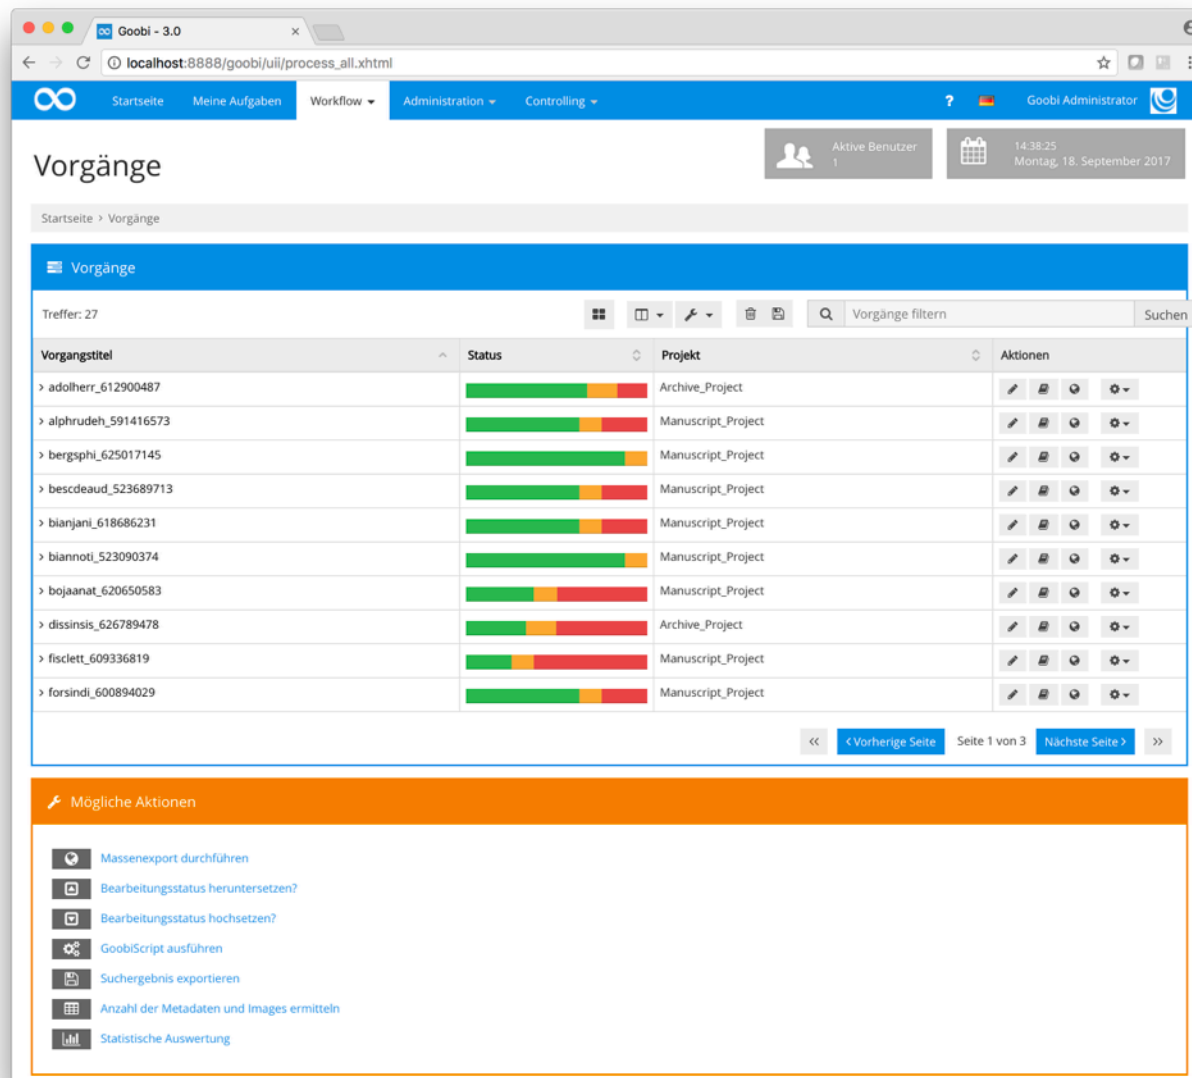 Goobi - 3.0
localhost:8888/goobi/uii/process_all.xhtml
Startseite Meine Aufgaben Workflow Administration Controlling ? Goobi Administrator
Vorgänge
Aktive Benutzer
1
14:38:25
Montag, 18. September 2017
Startseite > Vorgänge
Vorgänge
Treffer: 27 Vorgänge filtern Suchen
Vorgangstitel Status Projekt Aktionen
adolherr_612900487 Archive_Project
alphrudeh_591416573 Manuscript_Project
bergsphi_625017145 Manuscript_Project
bescdeaud_523689713 Manuscript_Project
bianjani_618686231 Manuscript_Project
biannoti_523090374 Manuscript_Project
bojaanat_620650583 Manuscript_Project
dissinsis_626789478 Archive_Project
fisclett_609336819 Manuscript_Project
forsindi_600894029 Manuscript_Project
Vorherige Seite Seite 1 von 3 Nächste Seite
Mögliche Aktionen
Massenexport durchführen
Bearbeitungsstatus heruntersetzen?
Bearbeitungsstatus hochsetzen?
GoobiScript ausführen
Suchergebnis exportieren
Anzahl der Metadaten und Images ermitteln
Statistische Auswertung